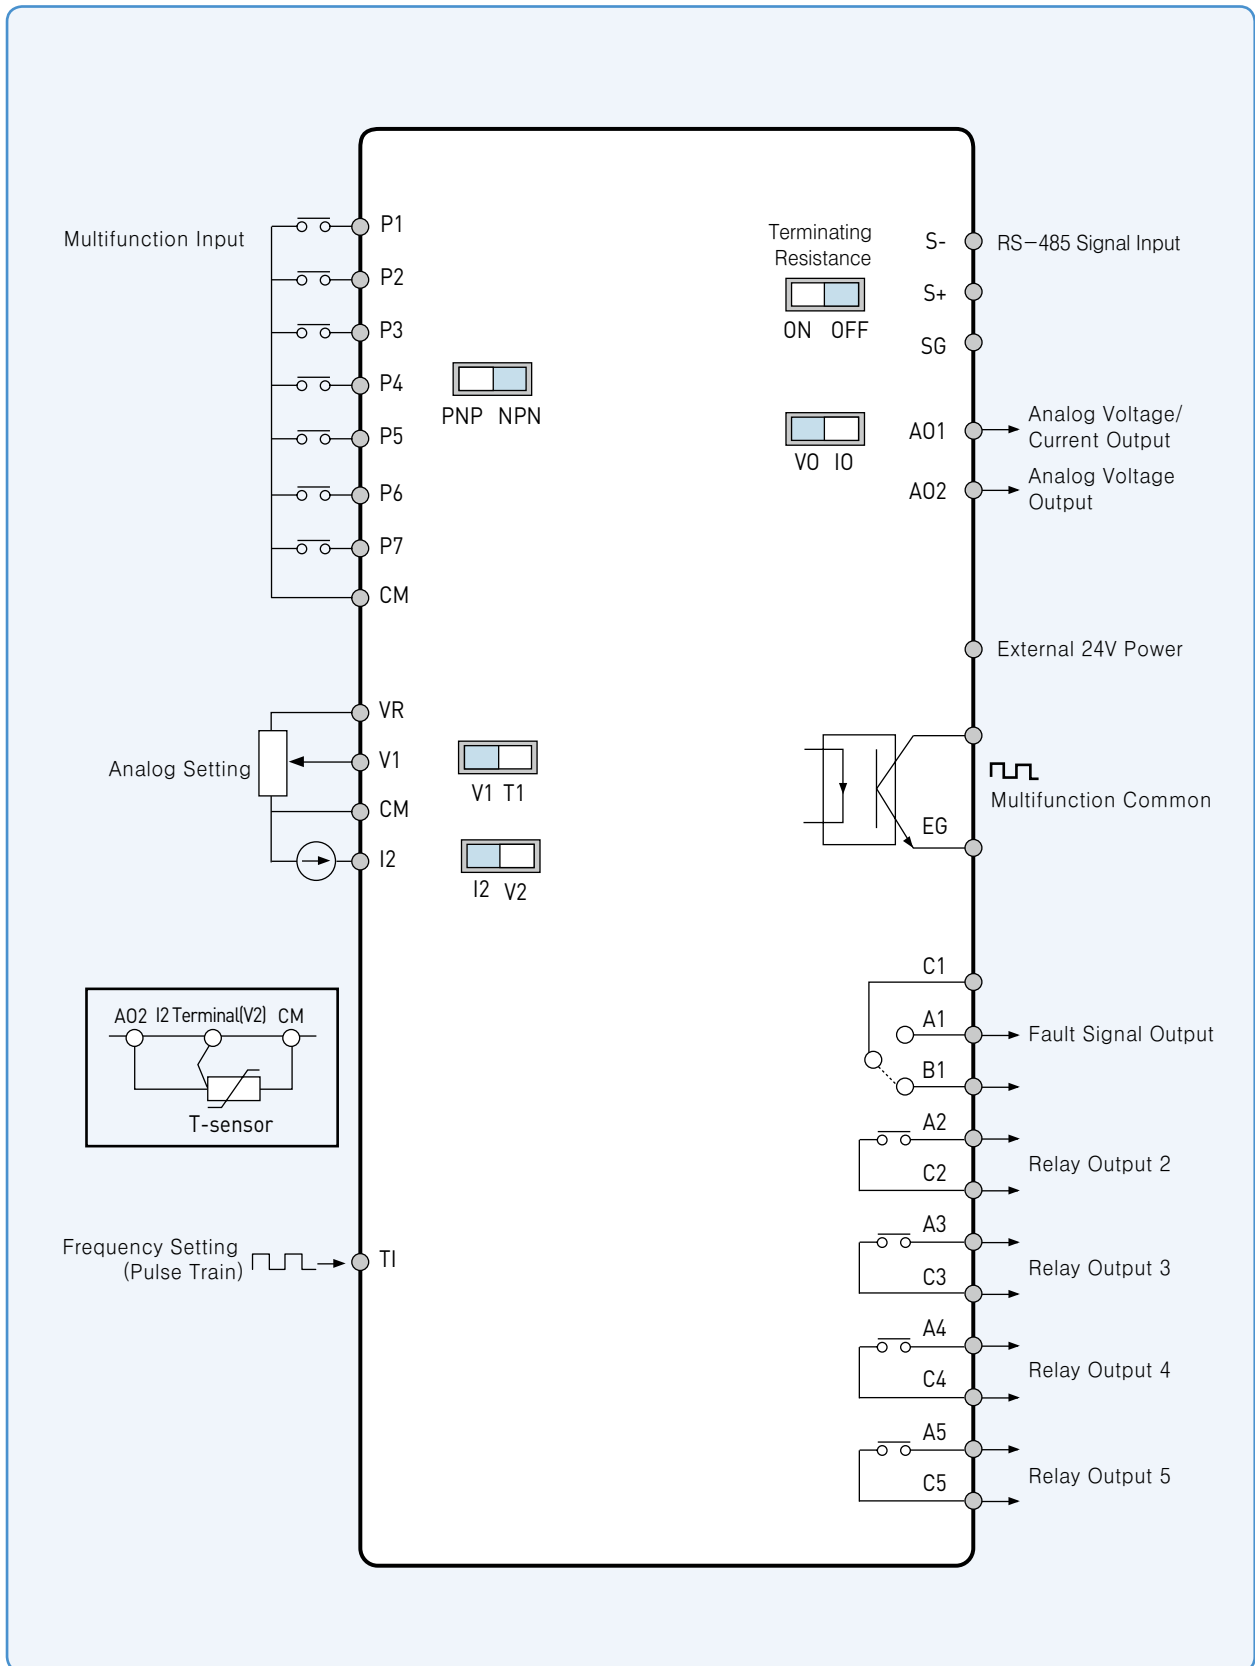 Multifunction Input
P1
P2
P3
P4
P5
P6
P7
CM
PNP NPN
Terminating
Resistance
ON OFF
S-
RS-485 Signal Input
S+
SG
VO IO
AO1
Analog Voltage/
Current Output
AO2
Analog Voltage
Output
External 24V Power
Analog Setting
VR
V1
CM
I2
V1 T1
I2 V2
Multifunction Common
EG
AO2 I2 Terminal(V2) CM
T-sensor
Frequency Setting
(Pulse Train)
TI
C1
A1
Fault Signal Output
B1
A2
Relay Output 2
C2
A3
Relay Output 3
C3
A4
Relay Output 4
C4
A5
Relay Output 5
C5